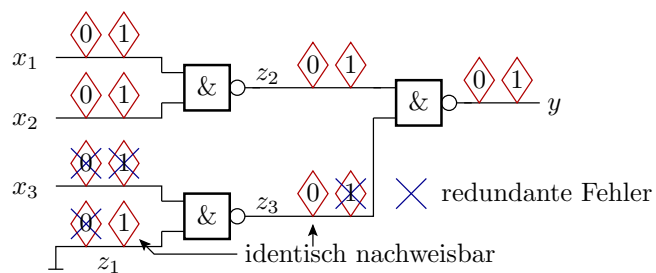 0 1
x1
&
z2
0 1
0 1
x2
0 1
&
y
0 1
x3
&
z3
0 1
redundante Fehler
0 1
z1
identisch nachweisbar